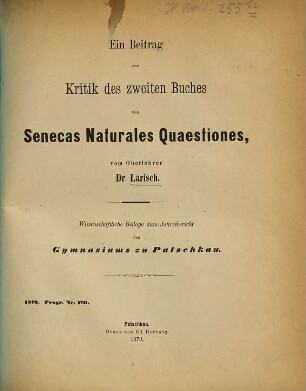 Ein Beitrag
zur
Kritik des zweiten Buches
von
Senecas Naturales Quaestiones,
vom Oberlehrer
Dr. Larisch.
Wissenschaftliche Beilage zum Jahresbericht
des
Gymnasiums zu Patschkau.
1879. Progr. Nr.
Patschkau.
Druck von Ed. Hertwig.
1879.